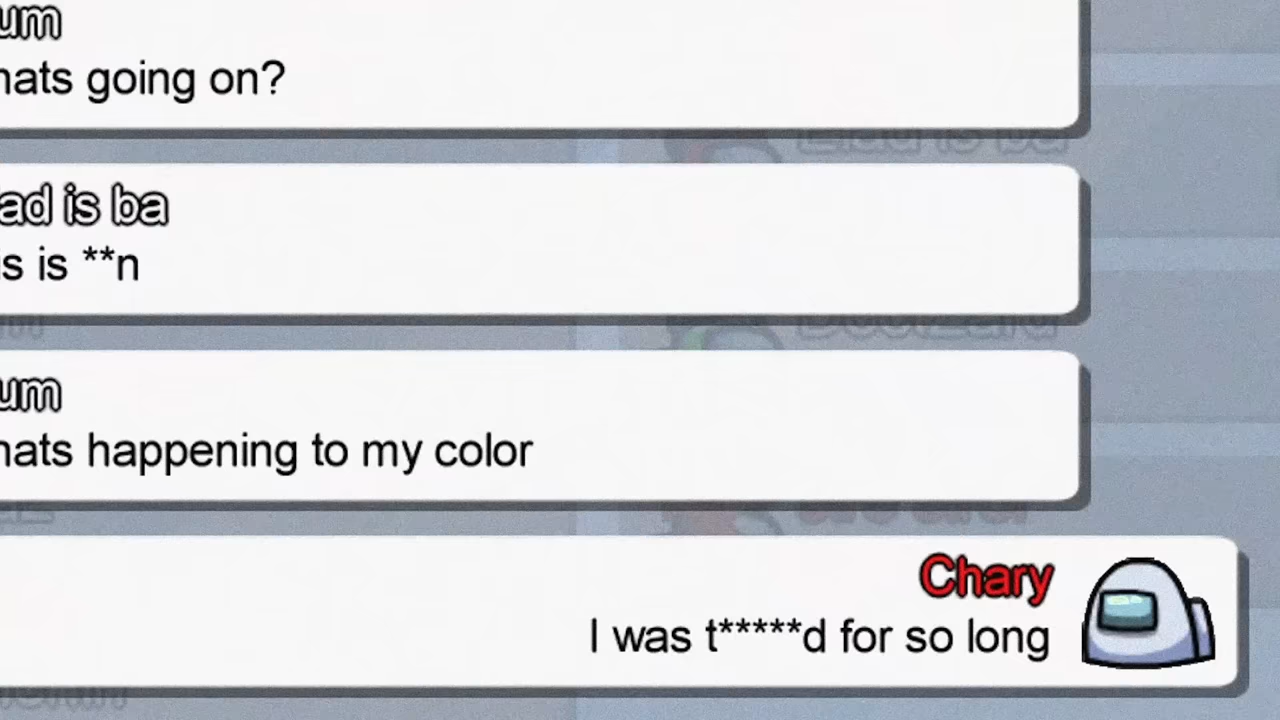 um
hats going on?
ad is ba
is is **n
um
hats happening to my color
Chary
I was t*****d for so long